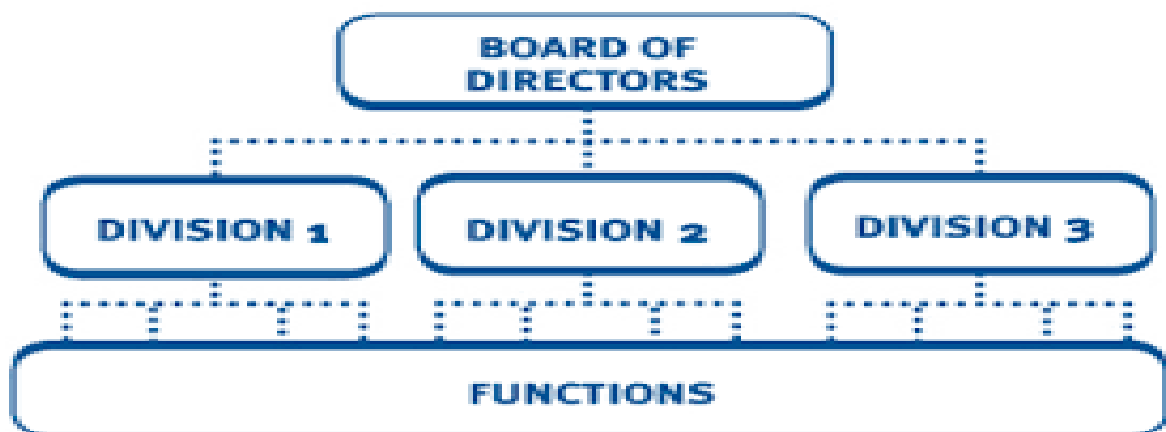 BOARD OF
DIRECTORS
DIVISION 1
DIVISION 2
DIVISION 3
FUNCTIONS